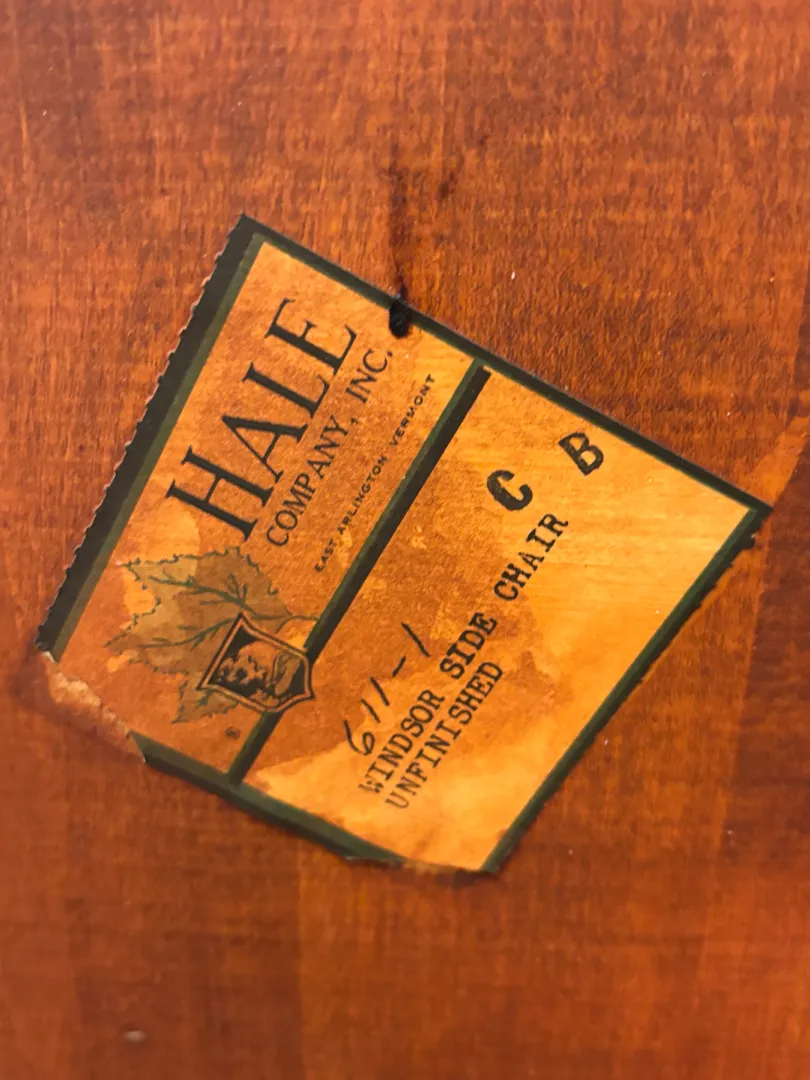 HALE
COMPANY, INC.
EAST ARLINGTON VERMONT
®
C B
611-1
WINDSOR SIDE CHAIR
UNFINISHED